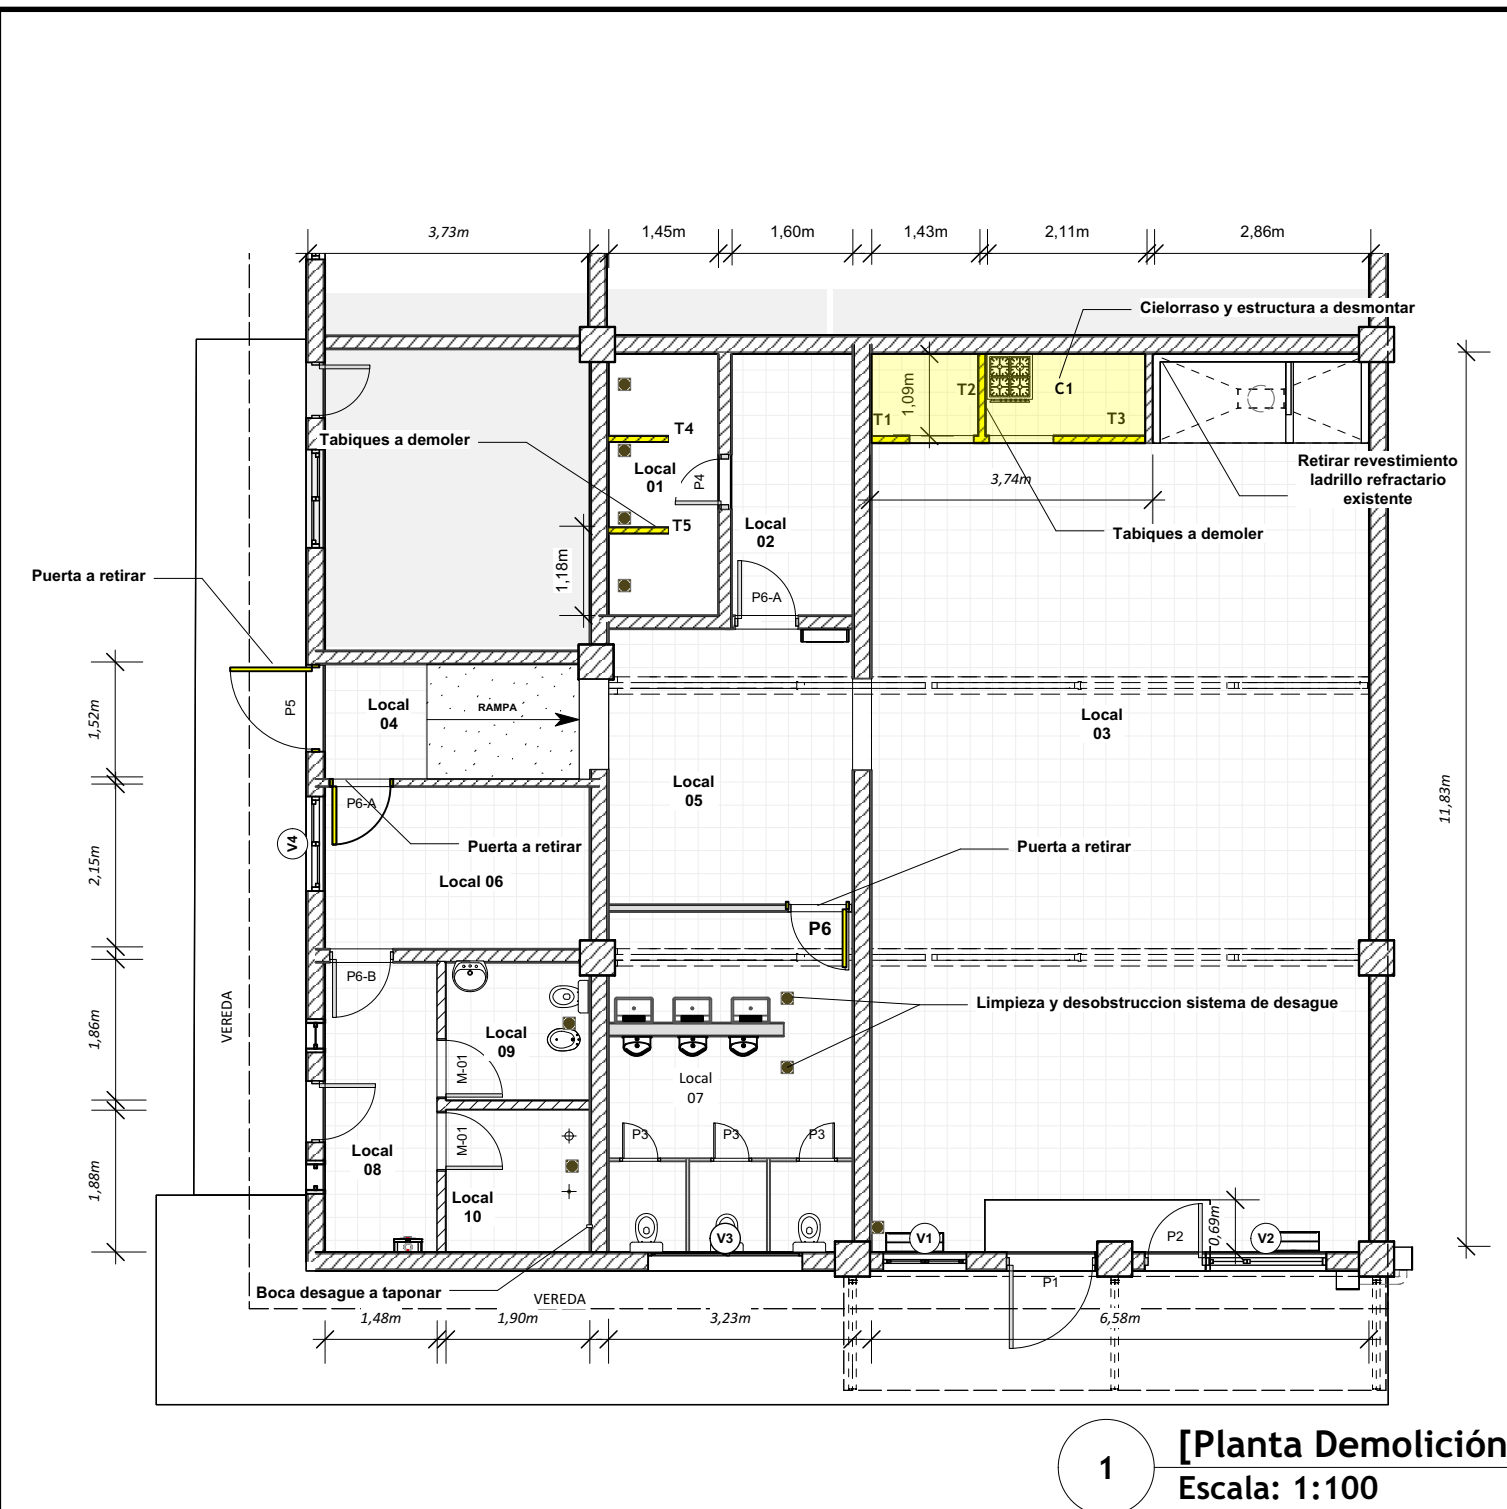 3,73m
1,45m
1,60m
1,43m
2,11m
2,86m
Cielorraso y estructura a desmontar
1,09m
T2
C1
T1
T3
T4
Tabiques a demoler
Local
01
P4
3,74m
Retirar revestimiento
ladrillo refractario
existente
T5
Local
02
Tabiques a demoler
1,18m
Puerta a retirar
P6-A
P5
Local
04
RAMPA
Local
03
1,52m
Local
05
11,83m
P6-A
V4
Puerta a retirar
Puerta a retirar
2,15m
Local 06
P6
P6-B
VEREDA
1,86m
Local
09
Limpieza y desobstruccion sistema de desague
M-01
Local
07
P3
P3
P3
M-01
Local
08
1,88m
Local
10
V3
V1
P2
0,69m
V2
P1
Boca desague a taponar
VEREDA
1,48m
1,90m
3,23m
6,58m
1
[Planta Demolición
Escala: 1:100